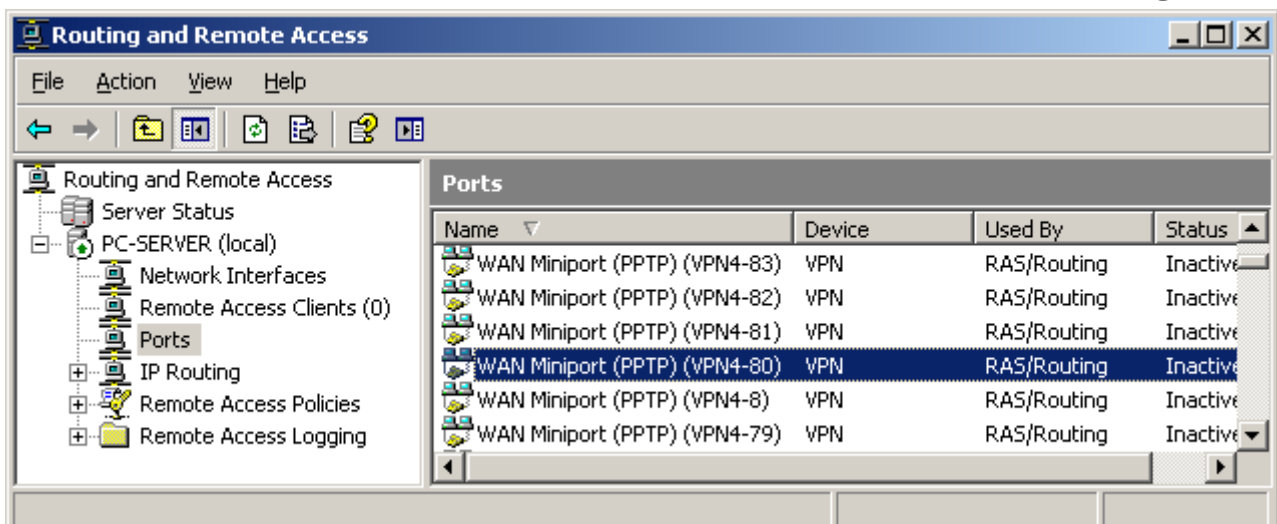 Routing and Remote Access
File Action View Help
Routing and Remote Access
Server Status
PC-SERVER (local)
Network Interfaces
Remote Access Clients (0)
Ports
IP Routing
Remote Access Policies
Remote Access Logging
Ports
Name Device Used By Status
WAN Miniport (PPTP) (VPN4-83) VPN RAS/Routing Inactive
WAN Miniport (PPTP) (VPN4-82) VPN RAS/Routing Inactive
WAN Miniport (PPTP) (VPN4-81) VPN RAS/Routing Inactive
WAN Miniport (PPTP) (VPN4-80) VPN RAS/Routing Inactive
WAN Miniport (PPTP) (VPN4-8) VPN RAS/Routing Inactive
WAN Miniport (PPTP) (VPN4-79) VPN RAS/Routing Inactive